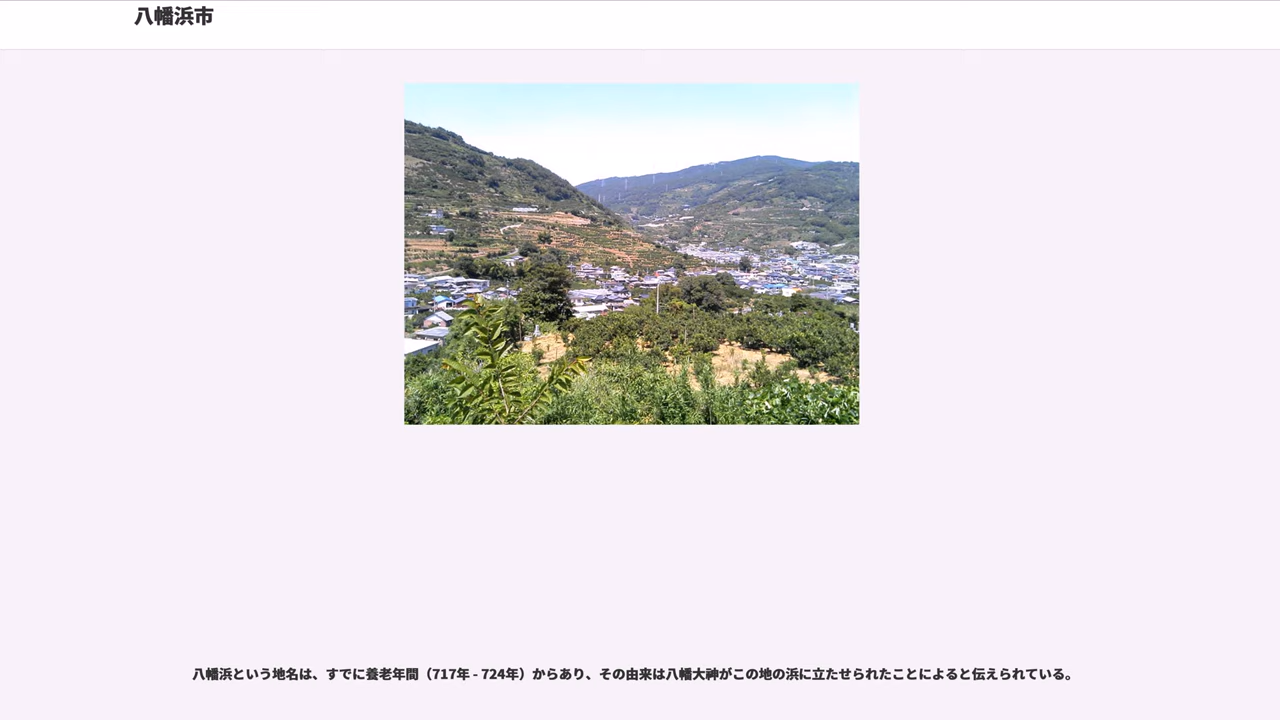 八幡浜市
八幡浜という地名は、すでに養老年間（717年 - 724年）からあり、その由来は八幡大神がこの地の浜に立たせられたことによると伝えられている。